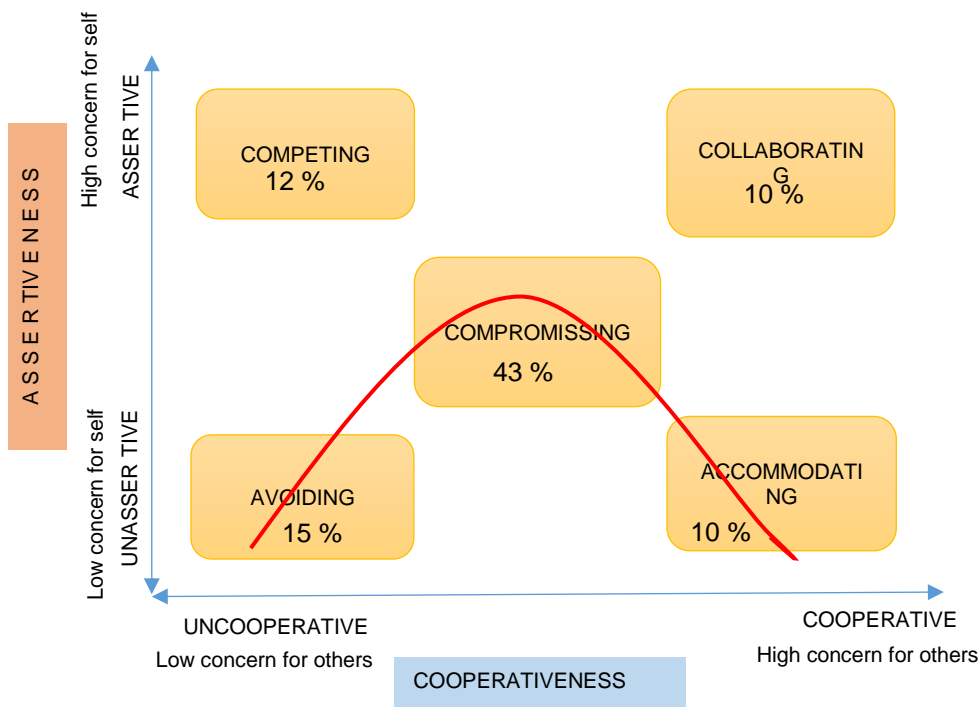 A S S E R TIV E N E S S
High concern for self
ASSER TIVE
Low concern for self
UNASSER TIVE
COMPETING
12 %
COLLABORATIN
G
10 %
COMPROMISSING
43 %
AVOIDING
15 %
ACCOMMODATI
NG
10 %
UNCOOPERATIVE
Low concern for others
COOPERATIVE
High concern for others
COOPERATIVENESS